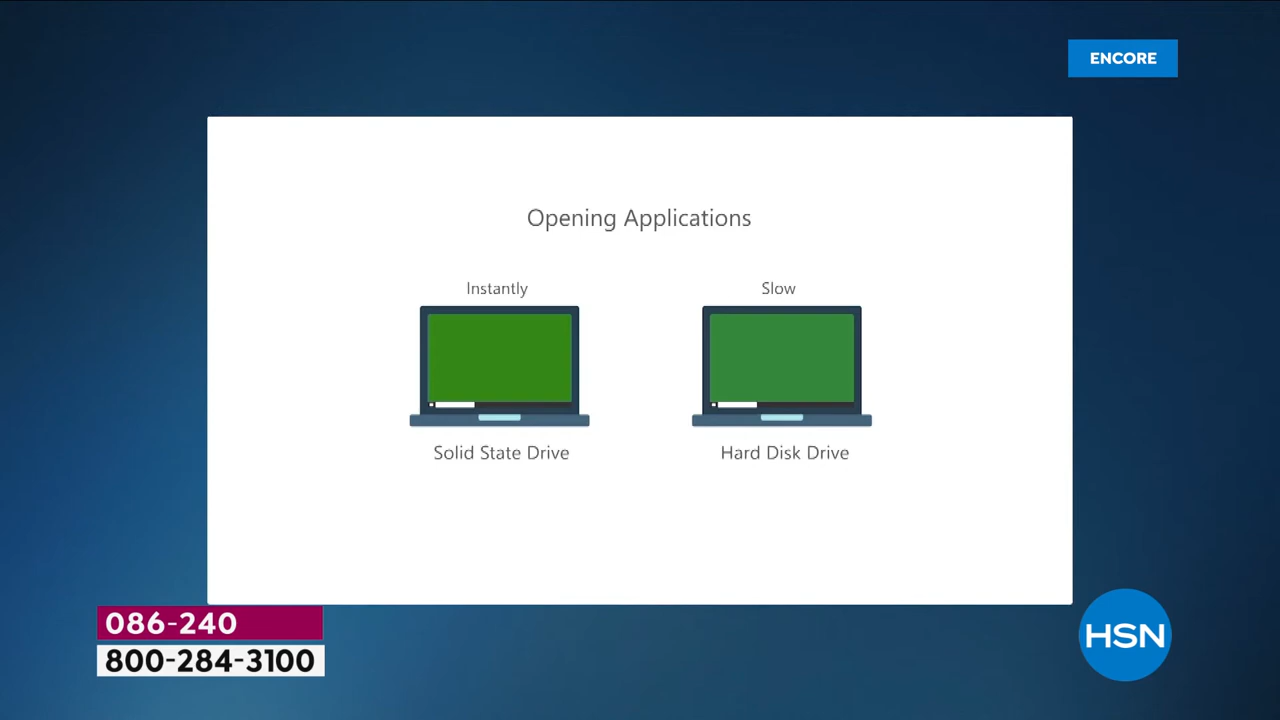 ENCORE
Opening Applications
Instantly
Slow
Solid State Drive
Hard Disk Drive
086-240
800-284-3100
HSN